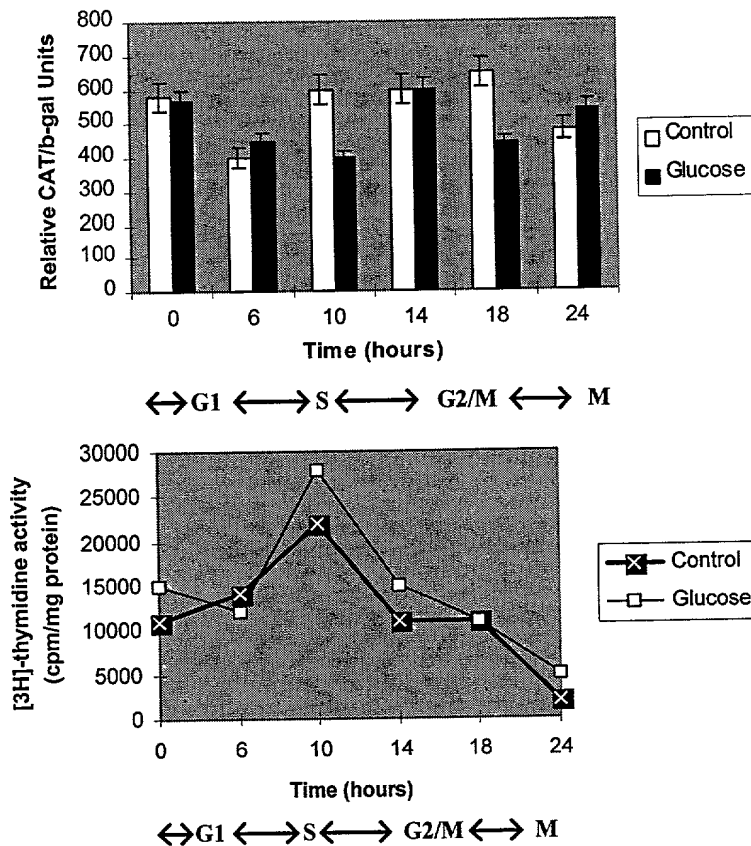 Relative CAT/b-gal Units
800
700
600
500
400
300
200
100
0
0 6 10 14 18 24
Time (hours)
Control
Glucose
G1 S G2/M M
[3H]-thymidine activity
(cpm/mg protein)
30000
25000
20000
15000
10000
5000
0
0 6 10 14 18 24
Time (hours)
Control
Glucose
G1 S G2/M M